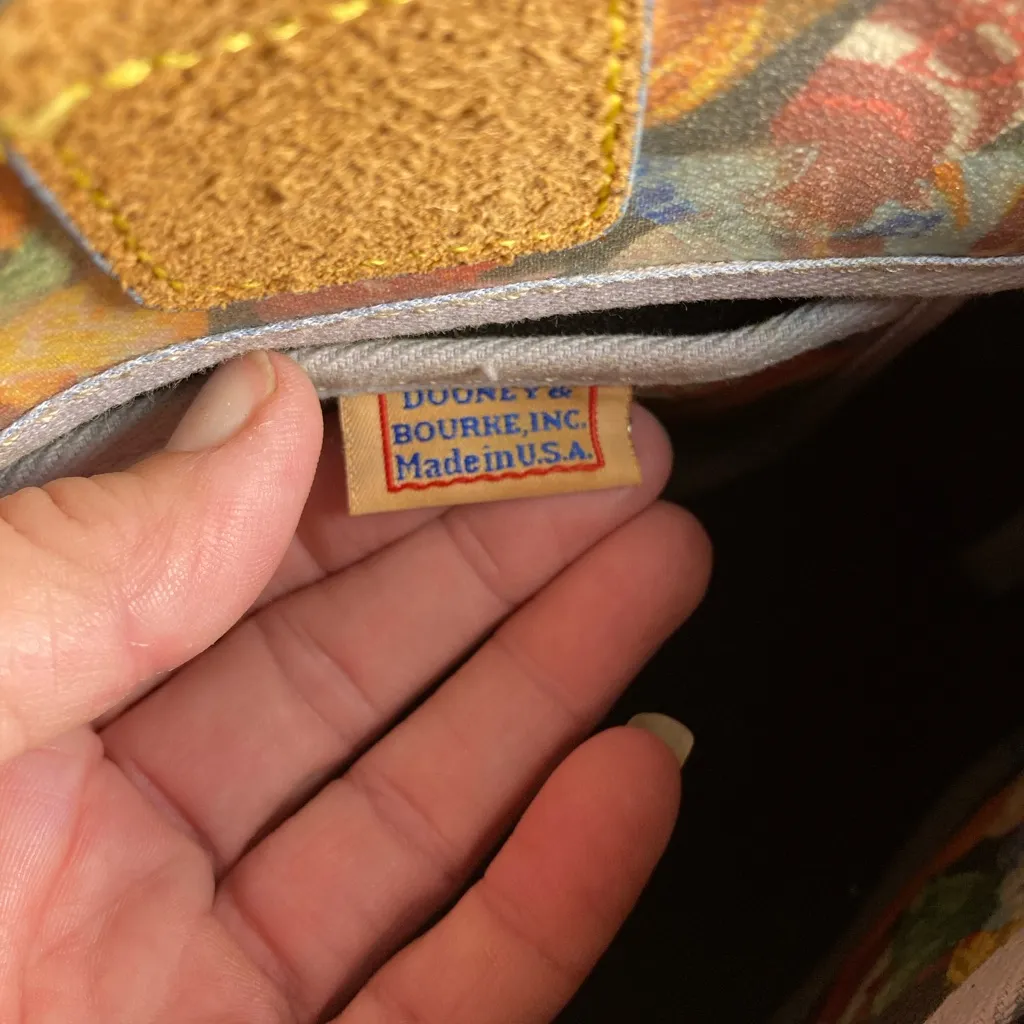 DOONEY &
BOURKE, INC.
Made in U.S.A.